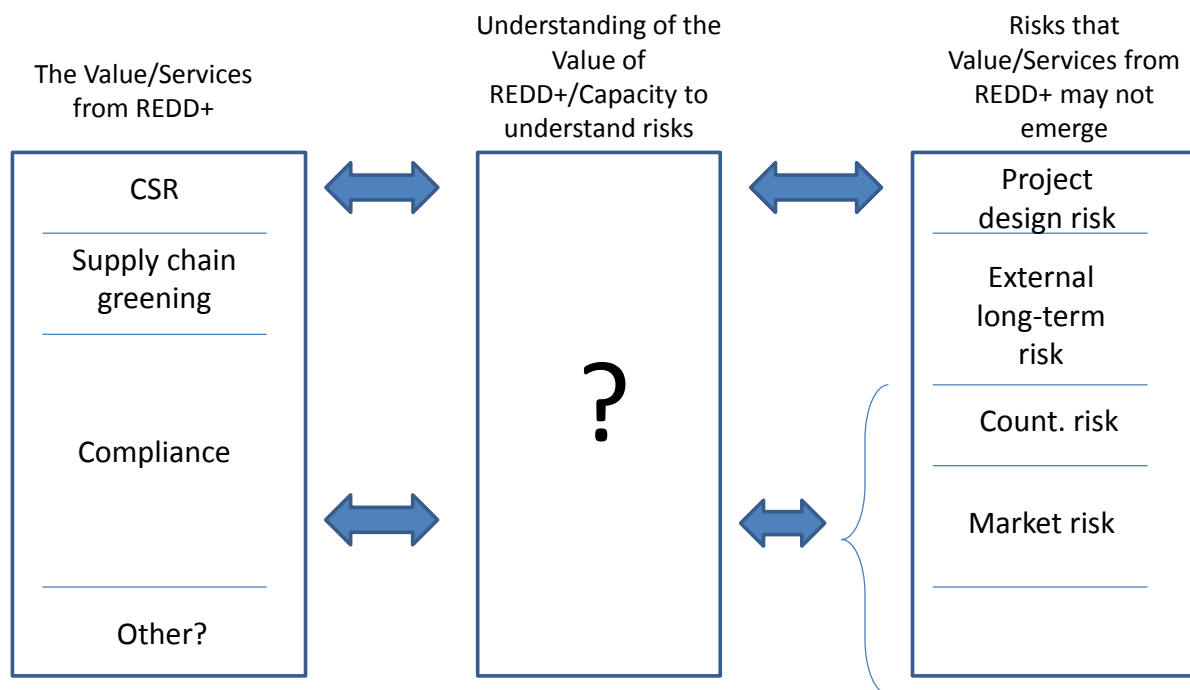 The Value/Services
from REDD+
CSR
Supply chain
greening
Compliance
Other?
Understanding of the
Value of
REDD+/Capacity to
understand risks
?
Risks that
Value/Services from
REDD+ may not
emerge
Project
design risk
External
long-term
risk
Count. risk
Market risk